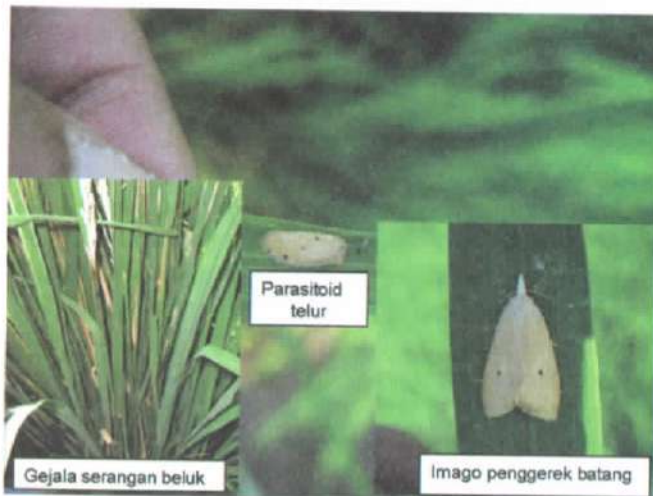 Parasitoid
telur
Gejala serangan beluk
Imago penggerek batang